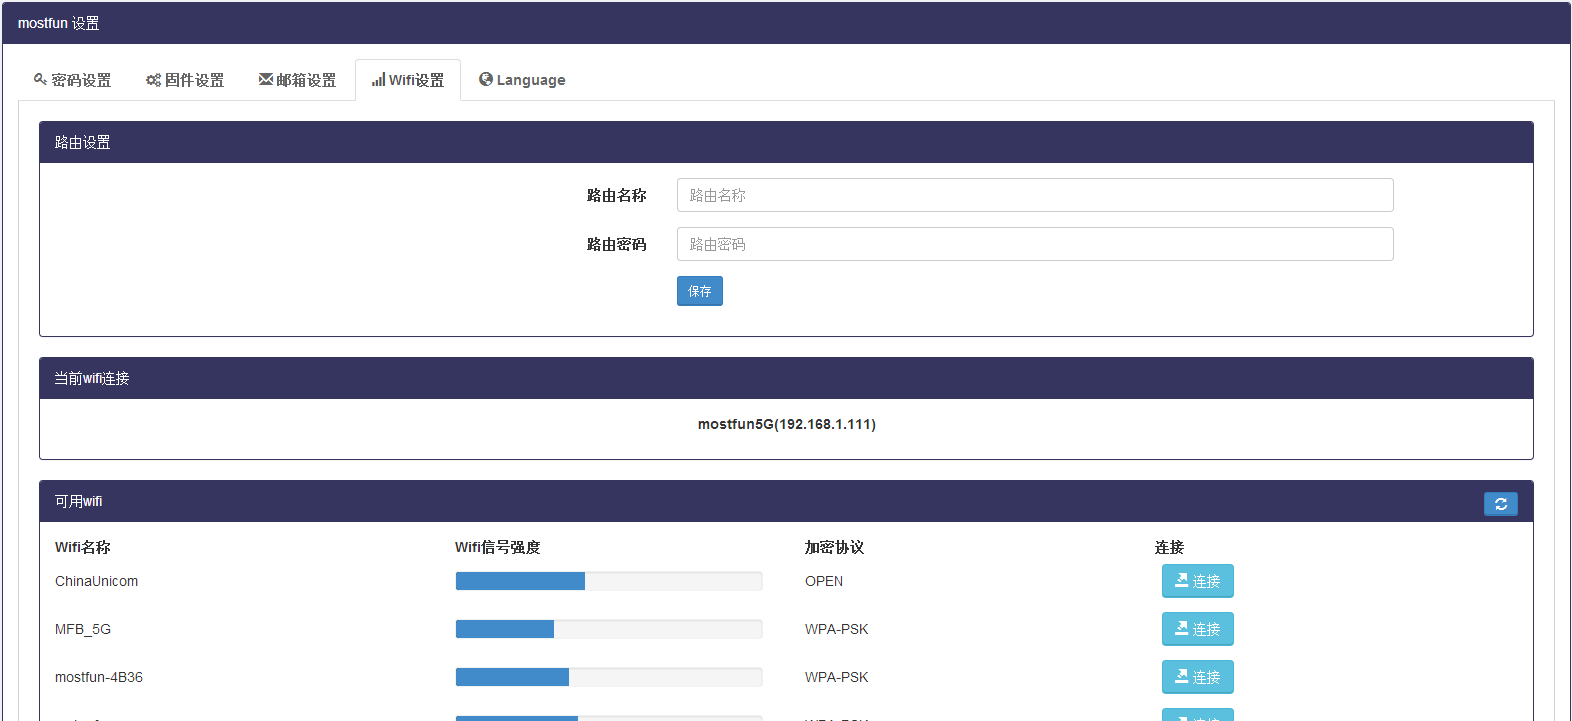 mostfun 设置
密码设置 固件设置 邮箱设置 Wifi设置 Language
路由设置
路由名称 路由名称
路由密码 路由密码
保存
当前wifi连接
mostfun5G(192.168.1.111)
可用wifi
Wifi名称 Wifi信号强度 加密协议 连接
ChinaUnicom OPEN 连接
MFB_5G WPA-PSK 连接
mostfun-4B36 WPA-PSK 连接